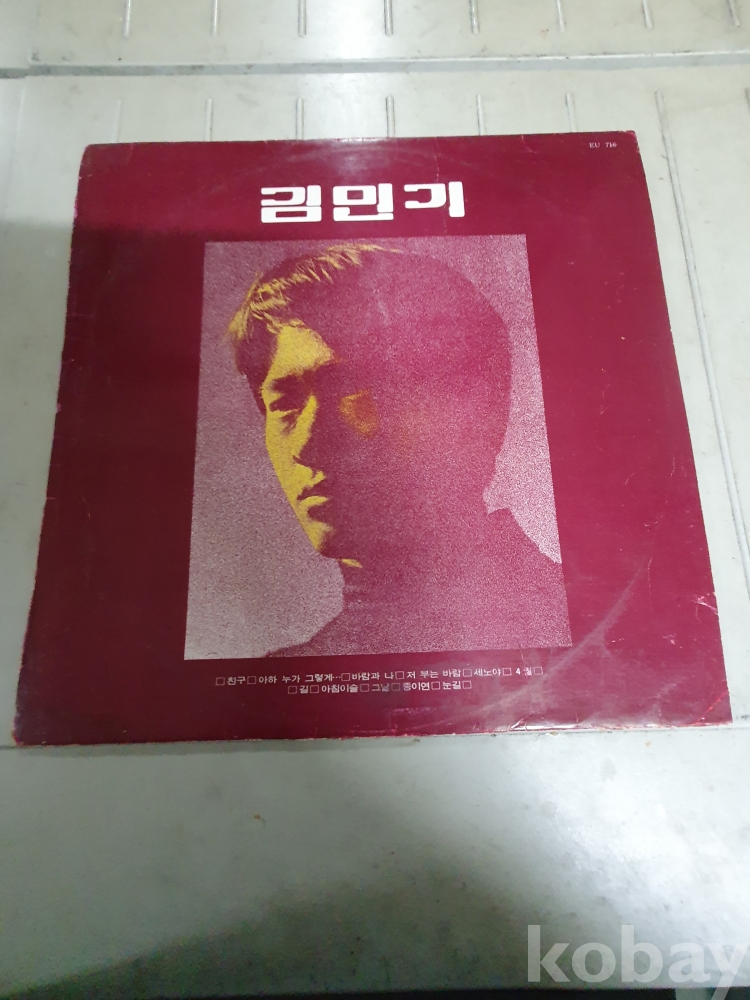 EU 716
김민기
□친구□아하 누가 그렇게…□바람과 나□저 부는 바람□세노야□4월□
□길□아침이슬□그날□종이연□눈길□
kobay